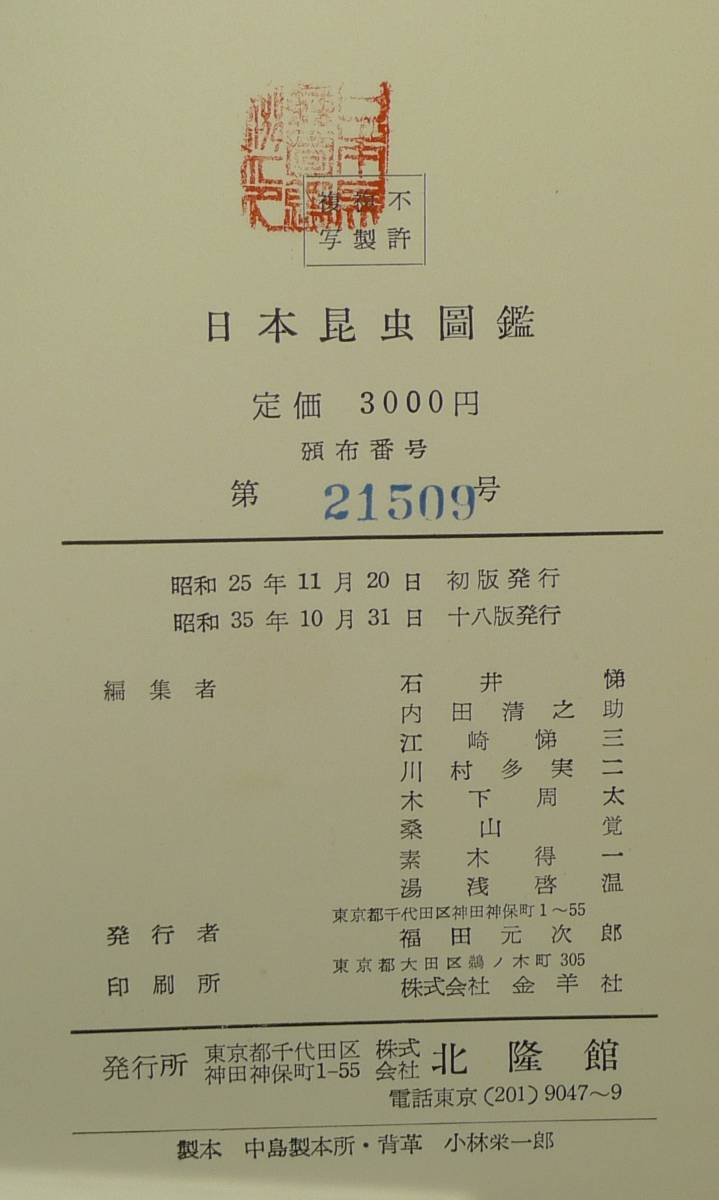 不許
複製
複写
日本昆虫圖鑑
定価 3000円
頒布番号
第 21509号
昭和 25 年 11 月 20 日 初版発行
昭和 35 年 10 月 31 日 十八版発行
編集者 石井悌
内田清之助
江崎悌三
川村多実二
木下周太
桑山覚
素木得一
湯浅啓温
東京都千代田区神田神保町1～55
発行者 福田元次郎
東京都大田区鵜ノ木町305
印刷所 株式会社 金羊社
発行所 東京都千代田区神田神保町1-55 株式会社 北隆館
電話東京(201)9047～9
製本 中島製本所・背革 小林栄一郎